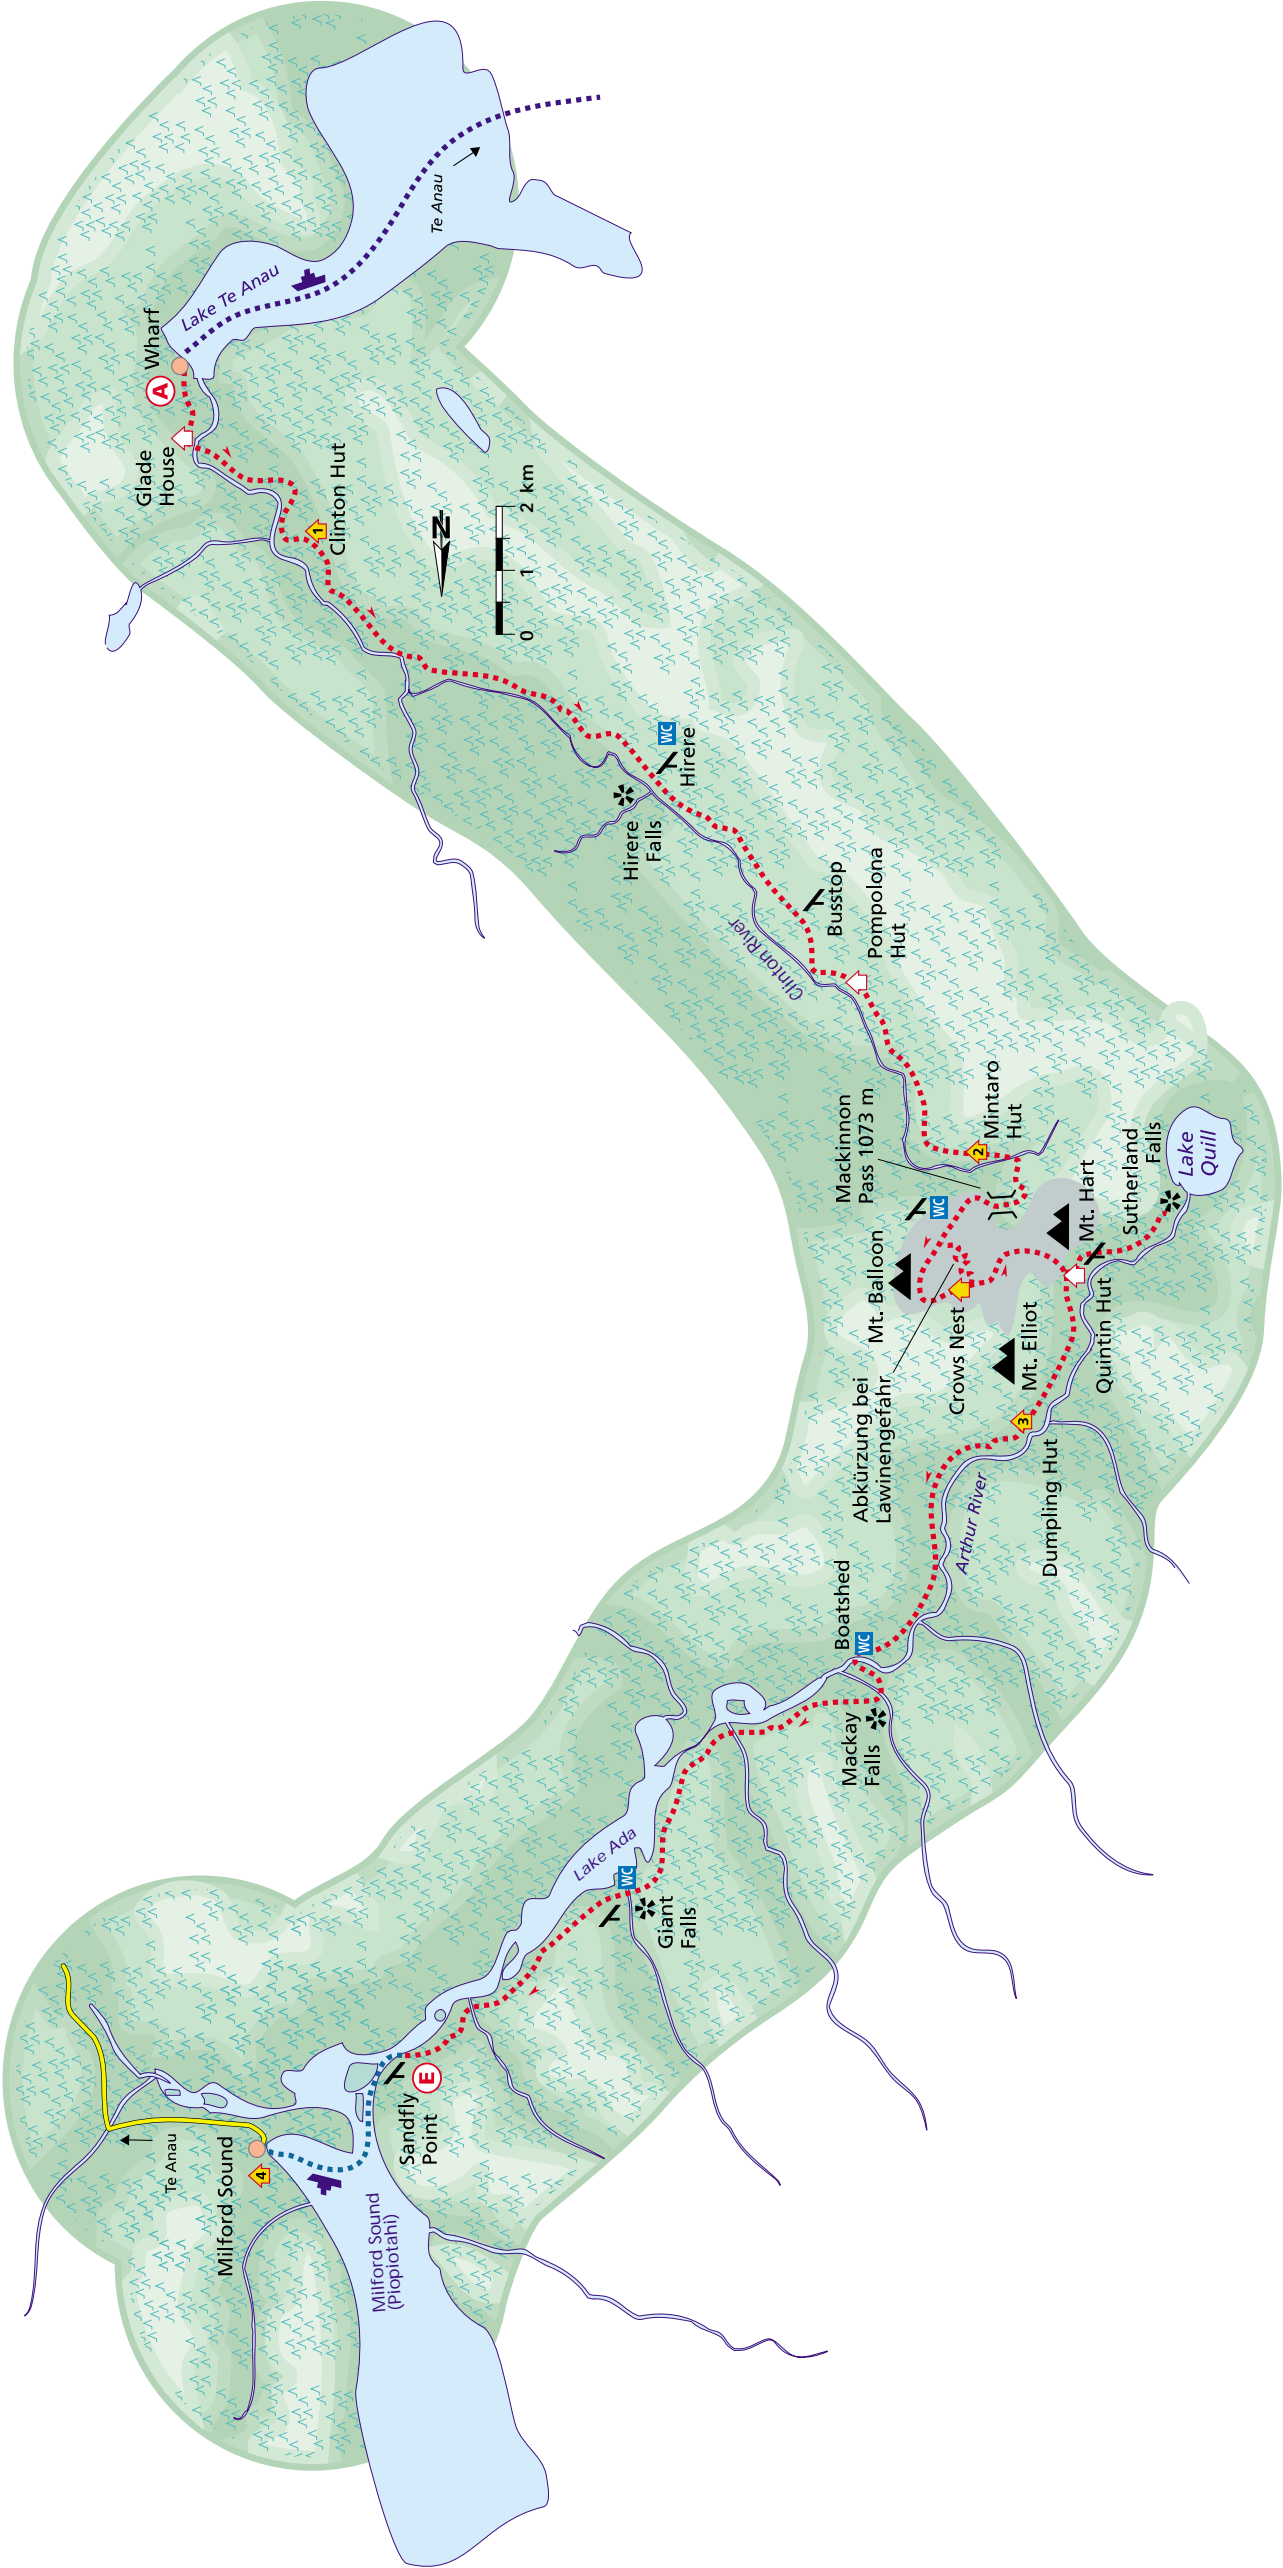 Te Anau
Lake Te Anau
Wharf
A
Glade
House
1
Clinton Hut
N
0
1
2 km
WC
Hirere
Hirere
Falls
Busstop
Clinton River
Pompolona
Hut
Mintaro
Hut
2
Mackinnon
Pass 1073 m
WC
Mt. Balloon
Mt. Hart
Sutherland
Falls
Lake
Quill
Quintin Hut
Crows Nest
Mt. Elliot
Abkürzung bei
Lawinengefahr
3
Dumpling Hut
Arthur River
Boatshed
WC
Mackay
Falls
Lake Ada
WC
Giant
Falls
E
Sandfly
Point
Te Anau
4
Milford Sound
Milford Sound
(Piopiotahi)